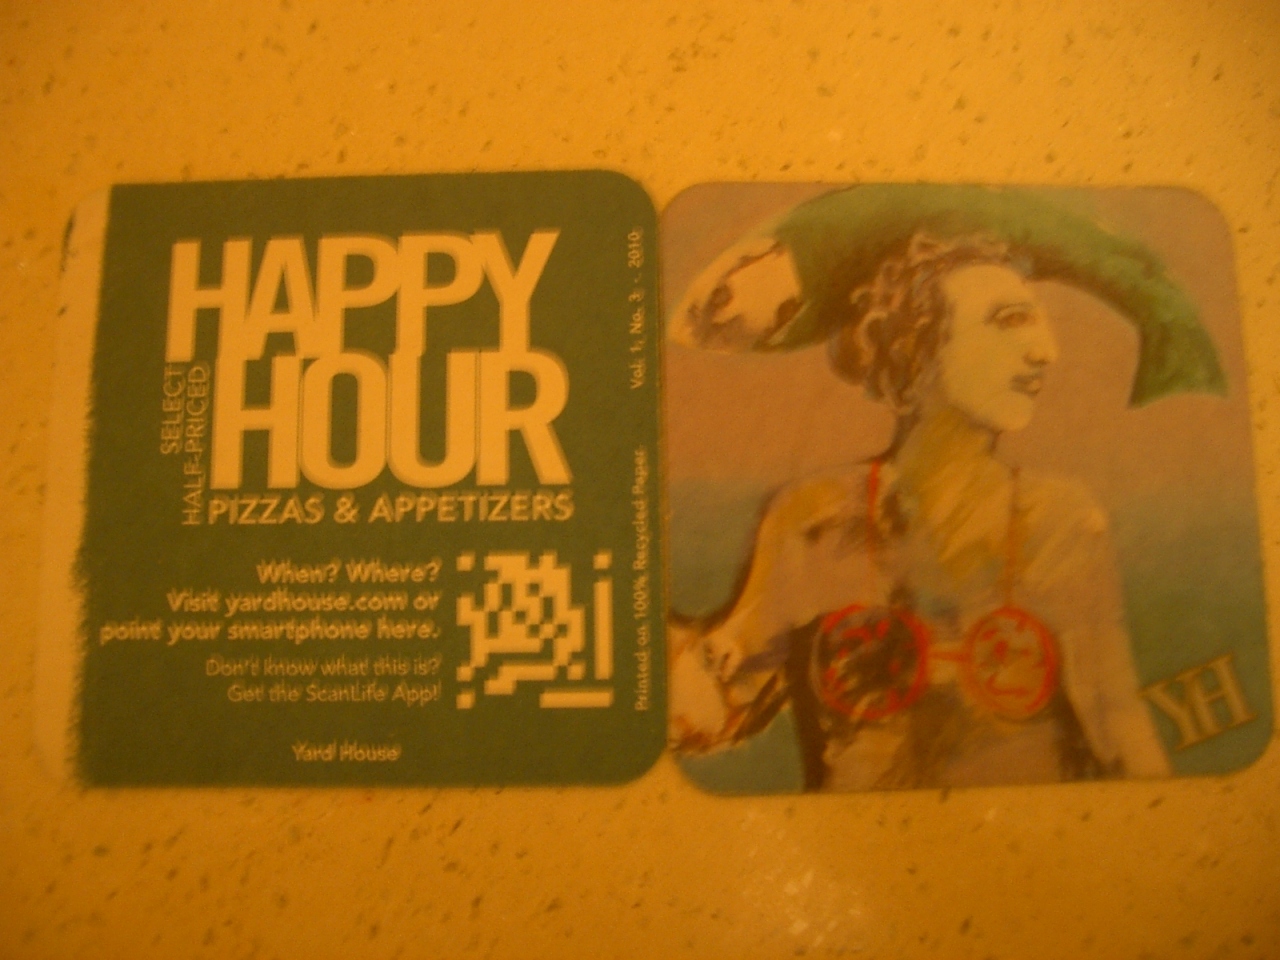 HAPPY
HOUR
SELECT
HALF-PRICED
PIZZAS & APPETIZERS
When? Where?
Visit yardhouse.com or
point your smartphone here.
Don't know what this is?
Get the ScanLife App!
Yard House
Printed on 100% Recycled Paper. Vol. 1, No. 3 · 2010
YH